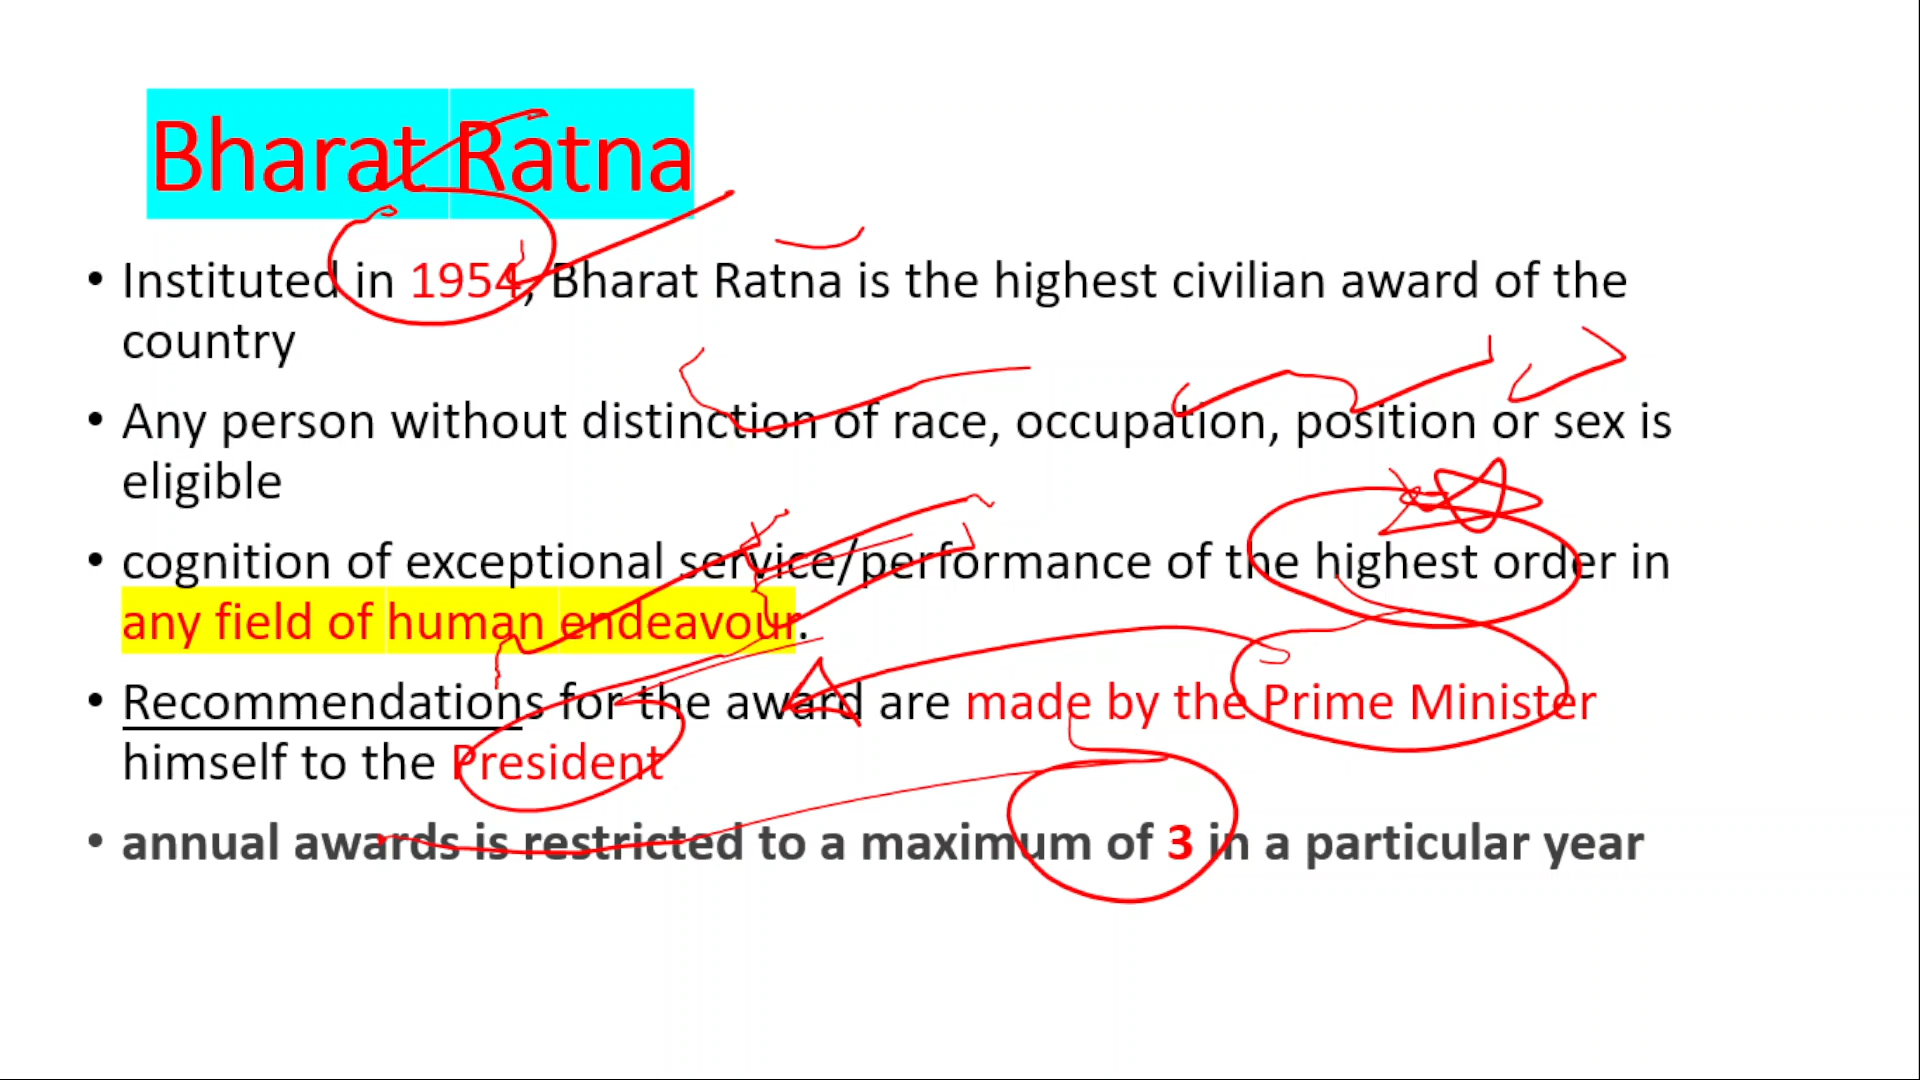 Bharat Ratna
• Instituted in 1954, Bharat Ratna is the highest civilian award of the
country
• Any person without distinction of race, occupation, position or sex is
eligible
• cognition of exceptional service/performance of the highest order in
any field of human endeavour.
• Recommendations for the award are made by the Prime Minister
himself to the President
• annual awards is restricted to a maximum of 3 in a particular year